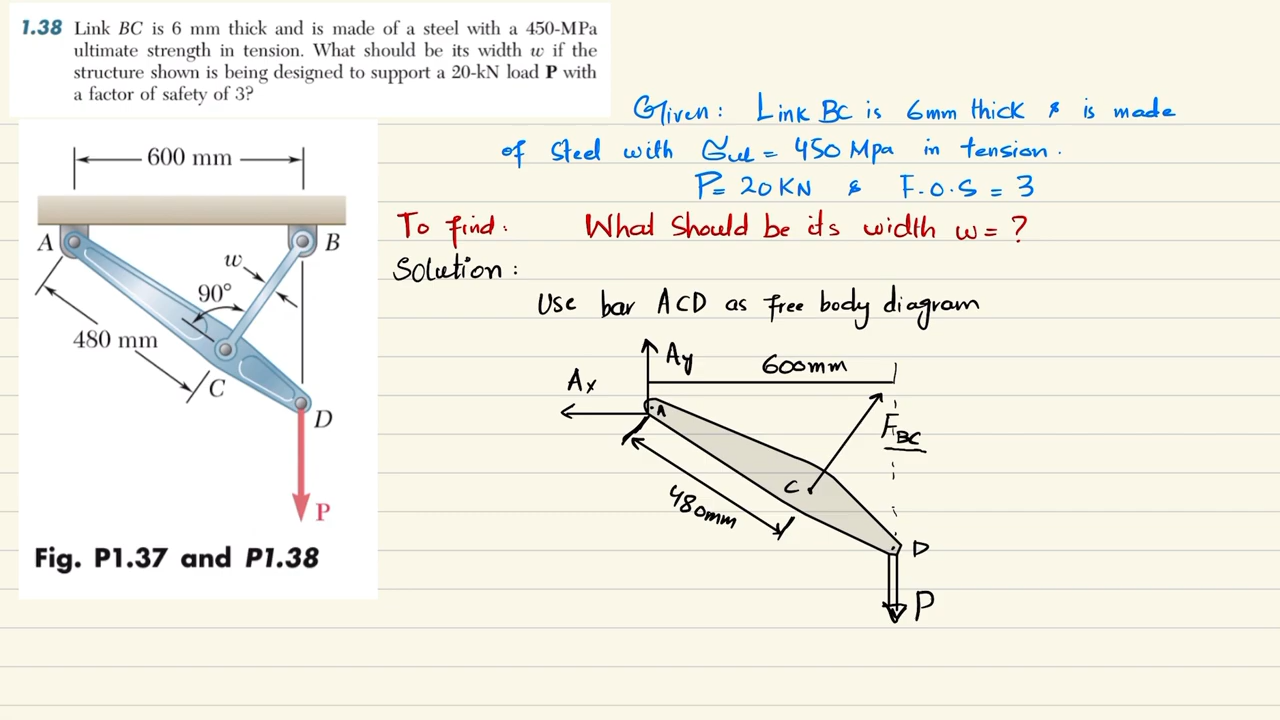 1.38 Link BC is 6 mm thick and is made of a steel with a 450-MPa
ultimate strength in tension. What should be its width w if the
structure shown is being designed to support a 20-kN load P with
a factor of safety of 3?
Given: Link BC is 6mm thick & is made
of Steel with σul = 450 Mpa in tension.
P= 20KN & F.O.S = 3
To find: What should be its width w = ?
Solution:
Use bar ACD as free body diagram
600 mm
A
B
w
90°
480 mm
C
D
P
Fig. P1.37 and P1.38
Ay
600mm
Ax
A
FBC
C
480mm
D
P